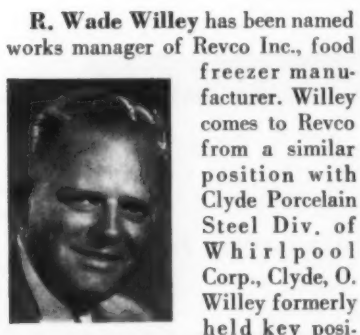 R. Wade Willey has been named
works manager of Revco Inc., food
freezer manu-
facturer. Willey
comes to Revco
from a similar
position with
Clyde Porcelain
Steel Div. of
Whirlpool
Corp., Clyde, O.
Willey formerly
held key posi-